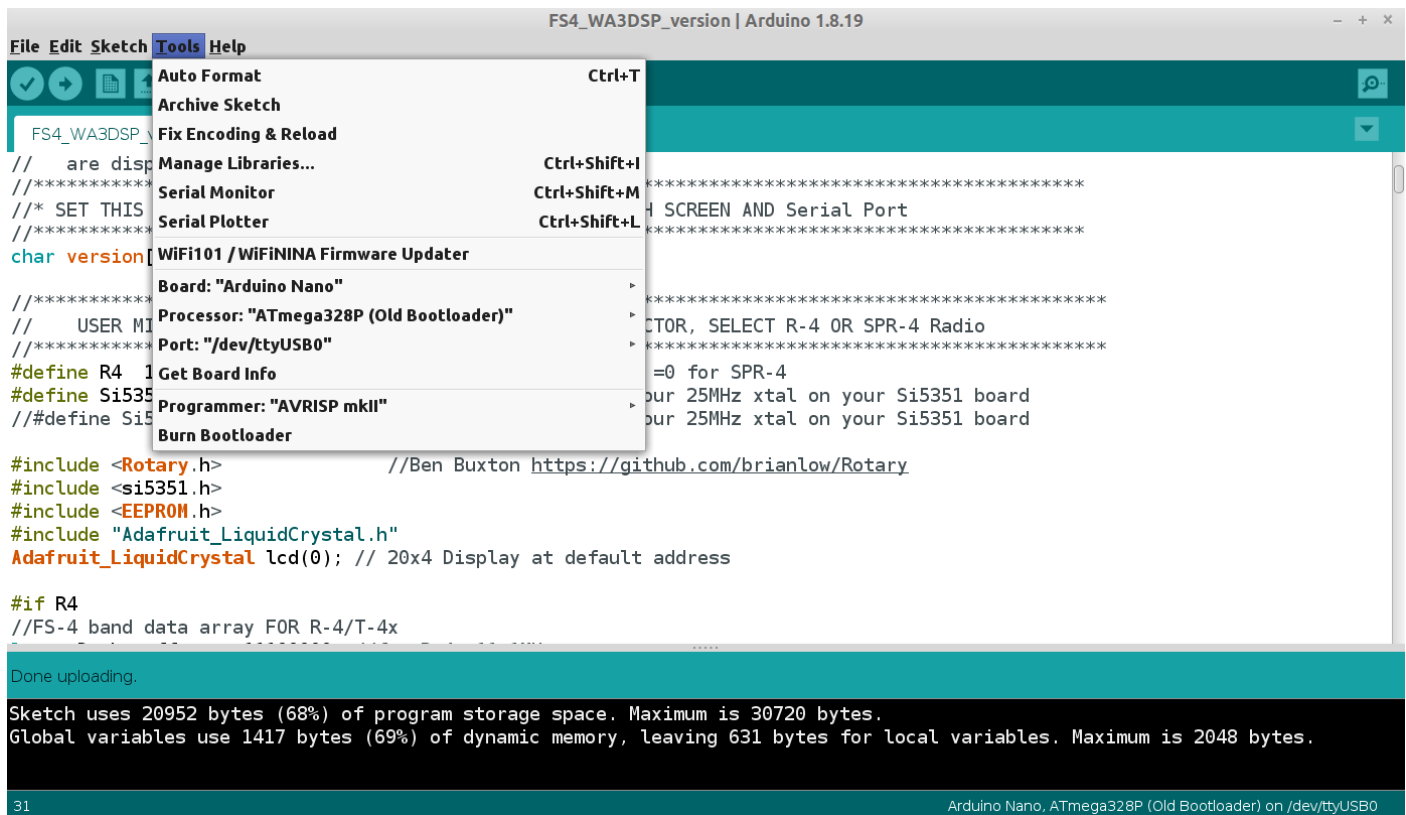 FS4_WA3DSP_version | Arduino 1.8.19
File Edit Sketch Tools Help
Auto Format Ctrl+T
Archive Sketch
FS4_WA3DSP_v Fix Encoding & Reload
// are disp Manage Libraries... Ctrl+Shift+I
//*********** Serial Monitor Ctrl+Shift+M ****************************************
//* SET THIS Serial Plotter Ctrl+Shift+L H SCREEN AND Serial Port
//*********** ****************************************
char version[ WiFi101 / WiFiNINA Firmware Updater
Board: "Arduino Nano"
//*********** ******************************************
// USER MI Processor: "ATmega328P (Old Bootloader)" CTOR, SELECT R-4 OR SPR-4 Radio
//*********** Port: "/dev/ttyUSB0" ******************************************
#define R4 1 Get Board Info =0 for SPR-4
#define Si535 our 25MHz xtal on your Si5351 board
//#define Si5 Programmer: "AVRISP mkII" our 25MHz xtal on your Si5351 board
Burn Bootloader
#include <Rotary.h> //Ben Buxton https://github.com/brianlow/Rotary
#include <si5351.h>
#include <EEPROM.h>
#include "Adafruit_LiquidCrystal.h"
Adafruit_LiquidCrystal lcd(0); // 20x4 Display at default address
#if R4
//FS-4 band data array FOR R-4/T-4x
Done uploading.
Sketch uses 20952 bytes (68%) of program storage space. Maximum is 30720 bytes.
Global variables use 1417 bytes (69%) of dynamic memory, leaving 631 bytes for local variables. Maximum is 2048 bytes.
31 Arduino Nano, ATmega328P (Old Bootloader) on /dev/ttyUSB0